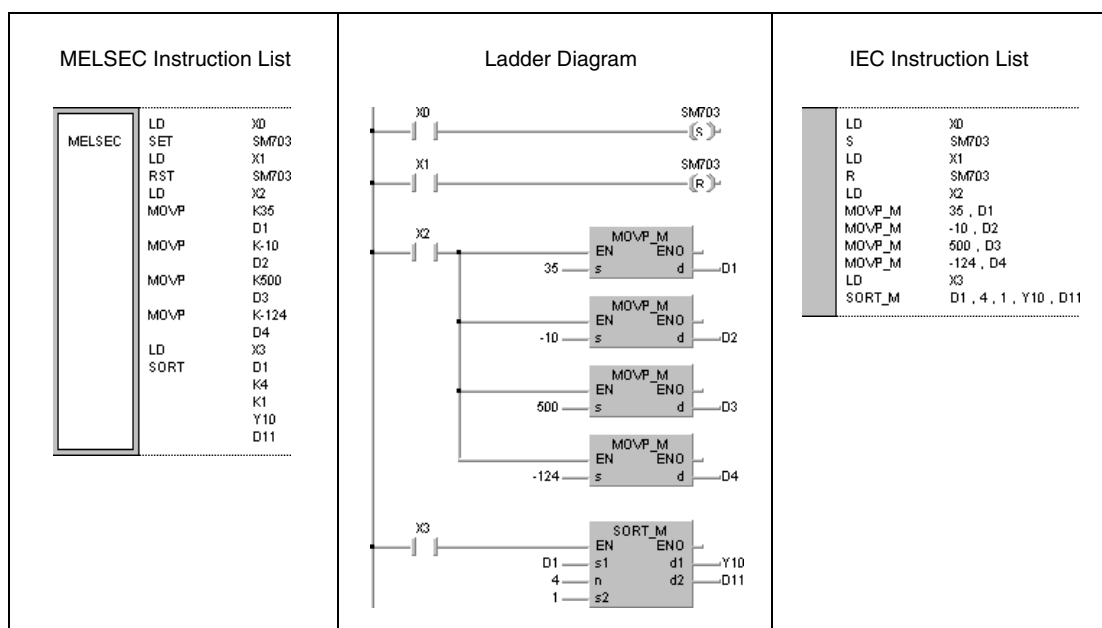 MELSEC Instruction List
MELSEC
LD X0
SET SM703
LD X1
RST SM703
LD X2
MOVP K35
D1
MOVP K-10
D2
MOVP K500
D3
MOVP K-124
D4
LD X3
SORT D1
K4
K1
Y10
D11
Ladder Diagram
X0 SM703
S
X1 SM703
R
X2
MOVP_M
EN ENO
35 s d D1
MOVP_M
EN ENO
-10 s d D2
MOVP_M
EN ENO
500 s d D3
MOVP_M
EN ENO
-124 s d D4
X3
SORT_M
EN ENO
D1 s1 d1 Y10
4 n d2 D11
1 s2
IEC Instruction List
LD X0
S SM703
LD X1
R SM703
LD X2
MOVP_M 35 , D1
MOVP_M -10 , D2
MOVP_M 500 , D3
MOVP_M -124 , D4
LD X3
SORT_M D1 , 4 , 1 , Y10 , D11